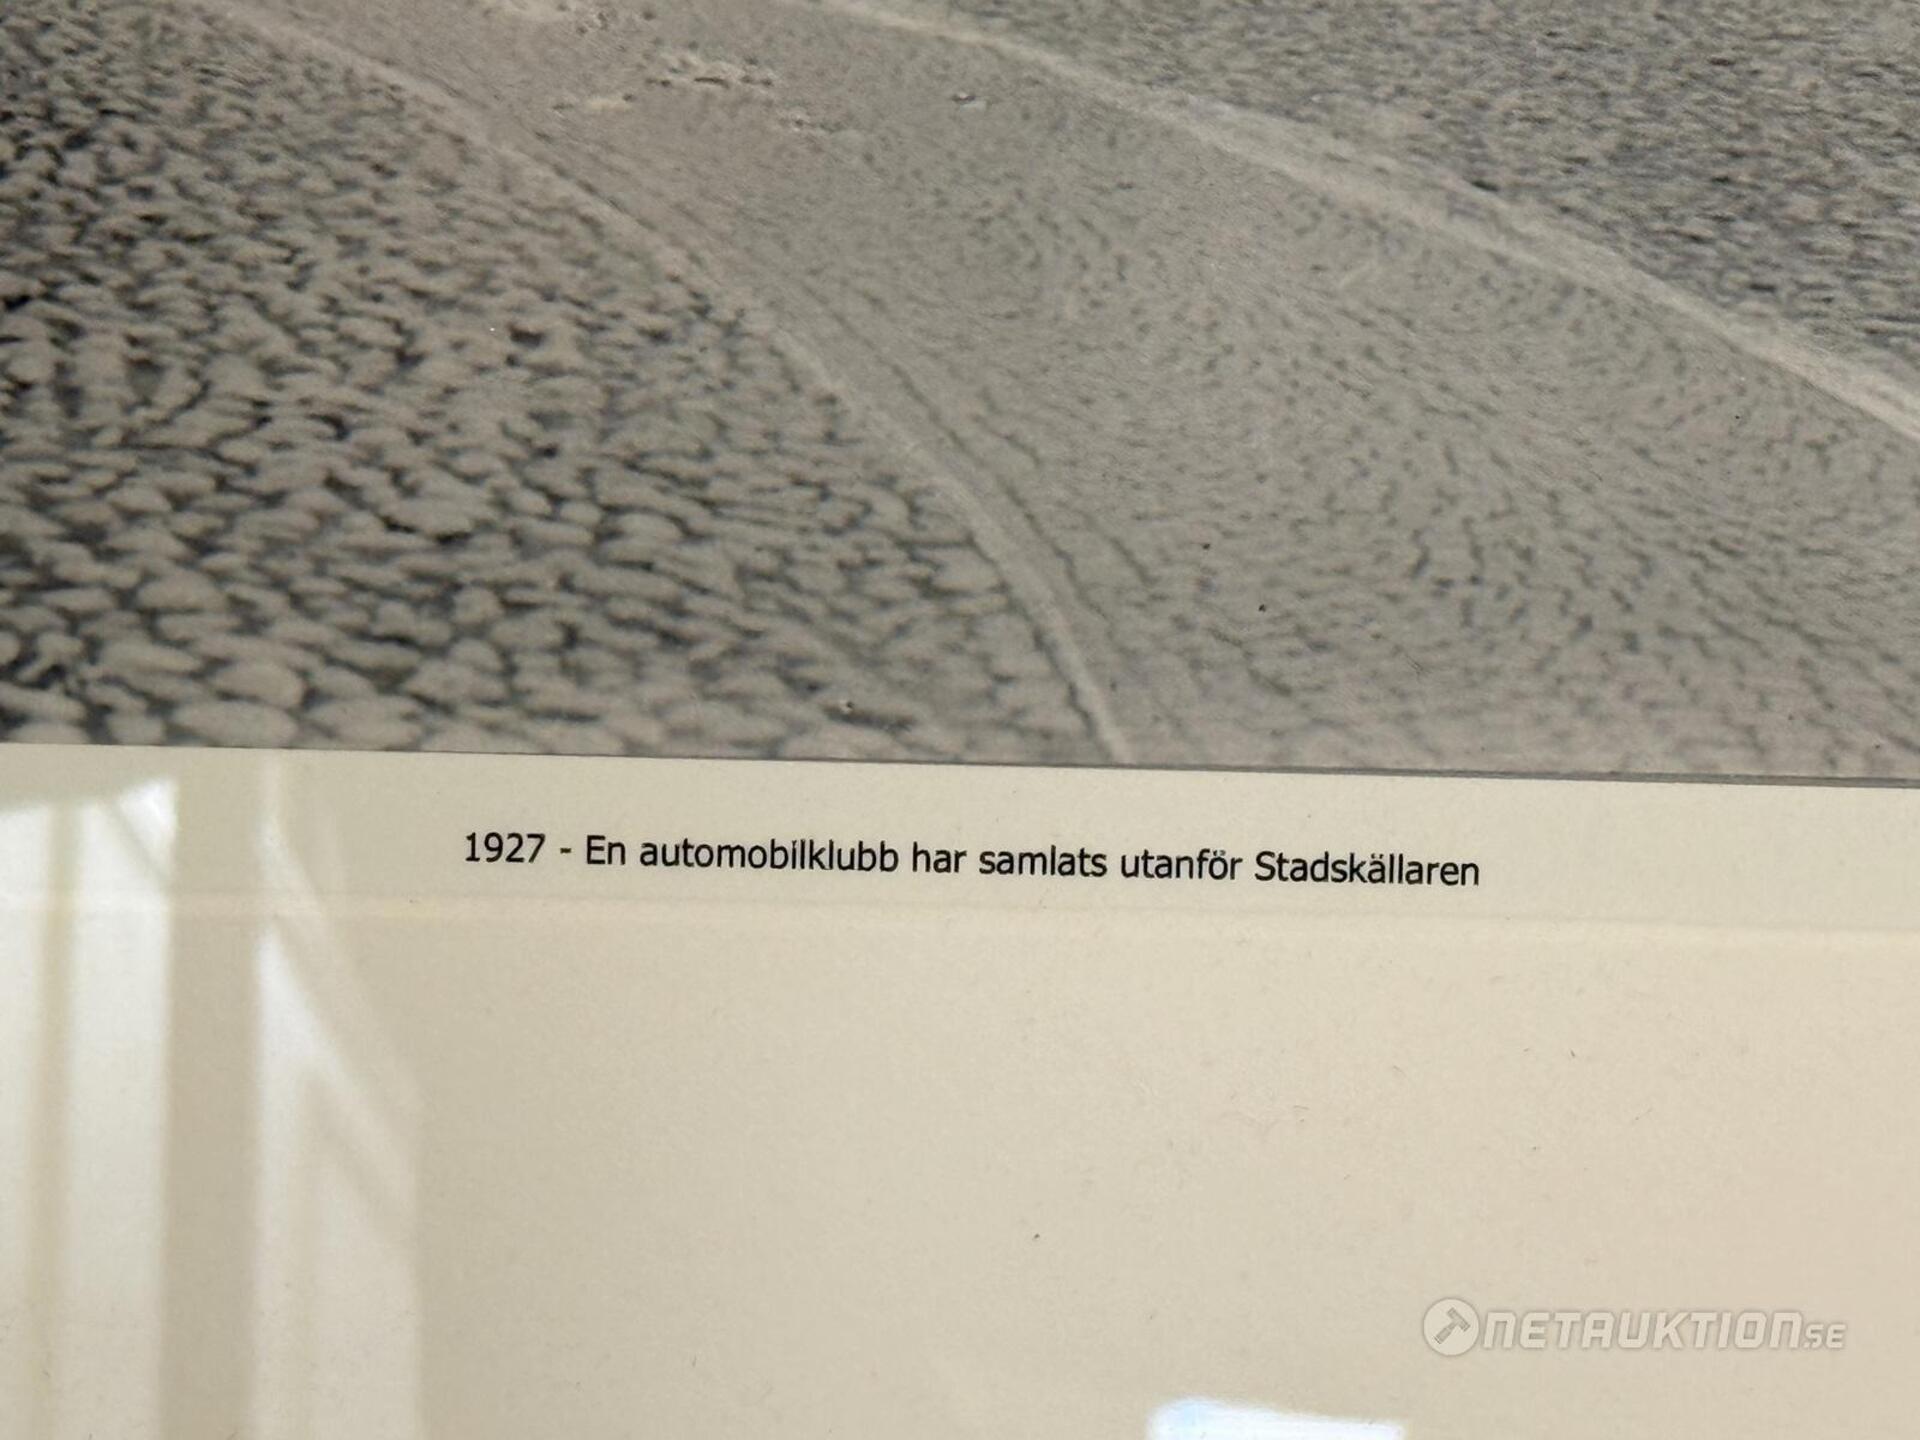 1927 - En automobilklubb har samlats utanför Stadskällaren
NETAUKTION.SE